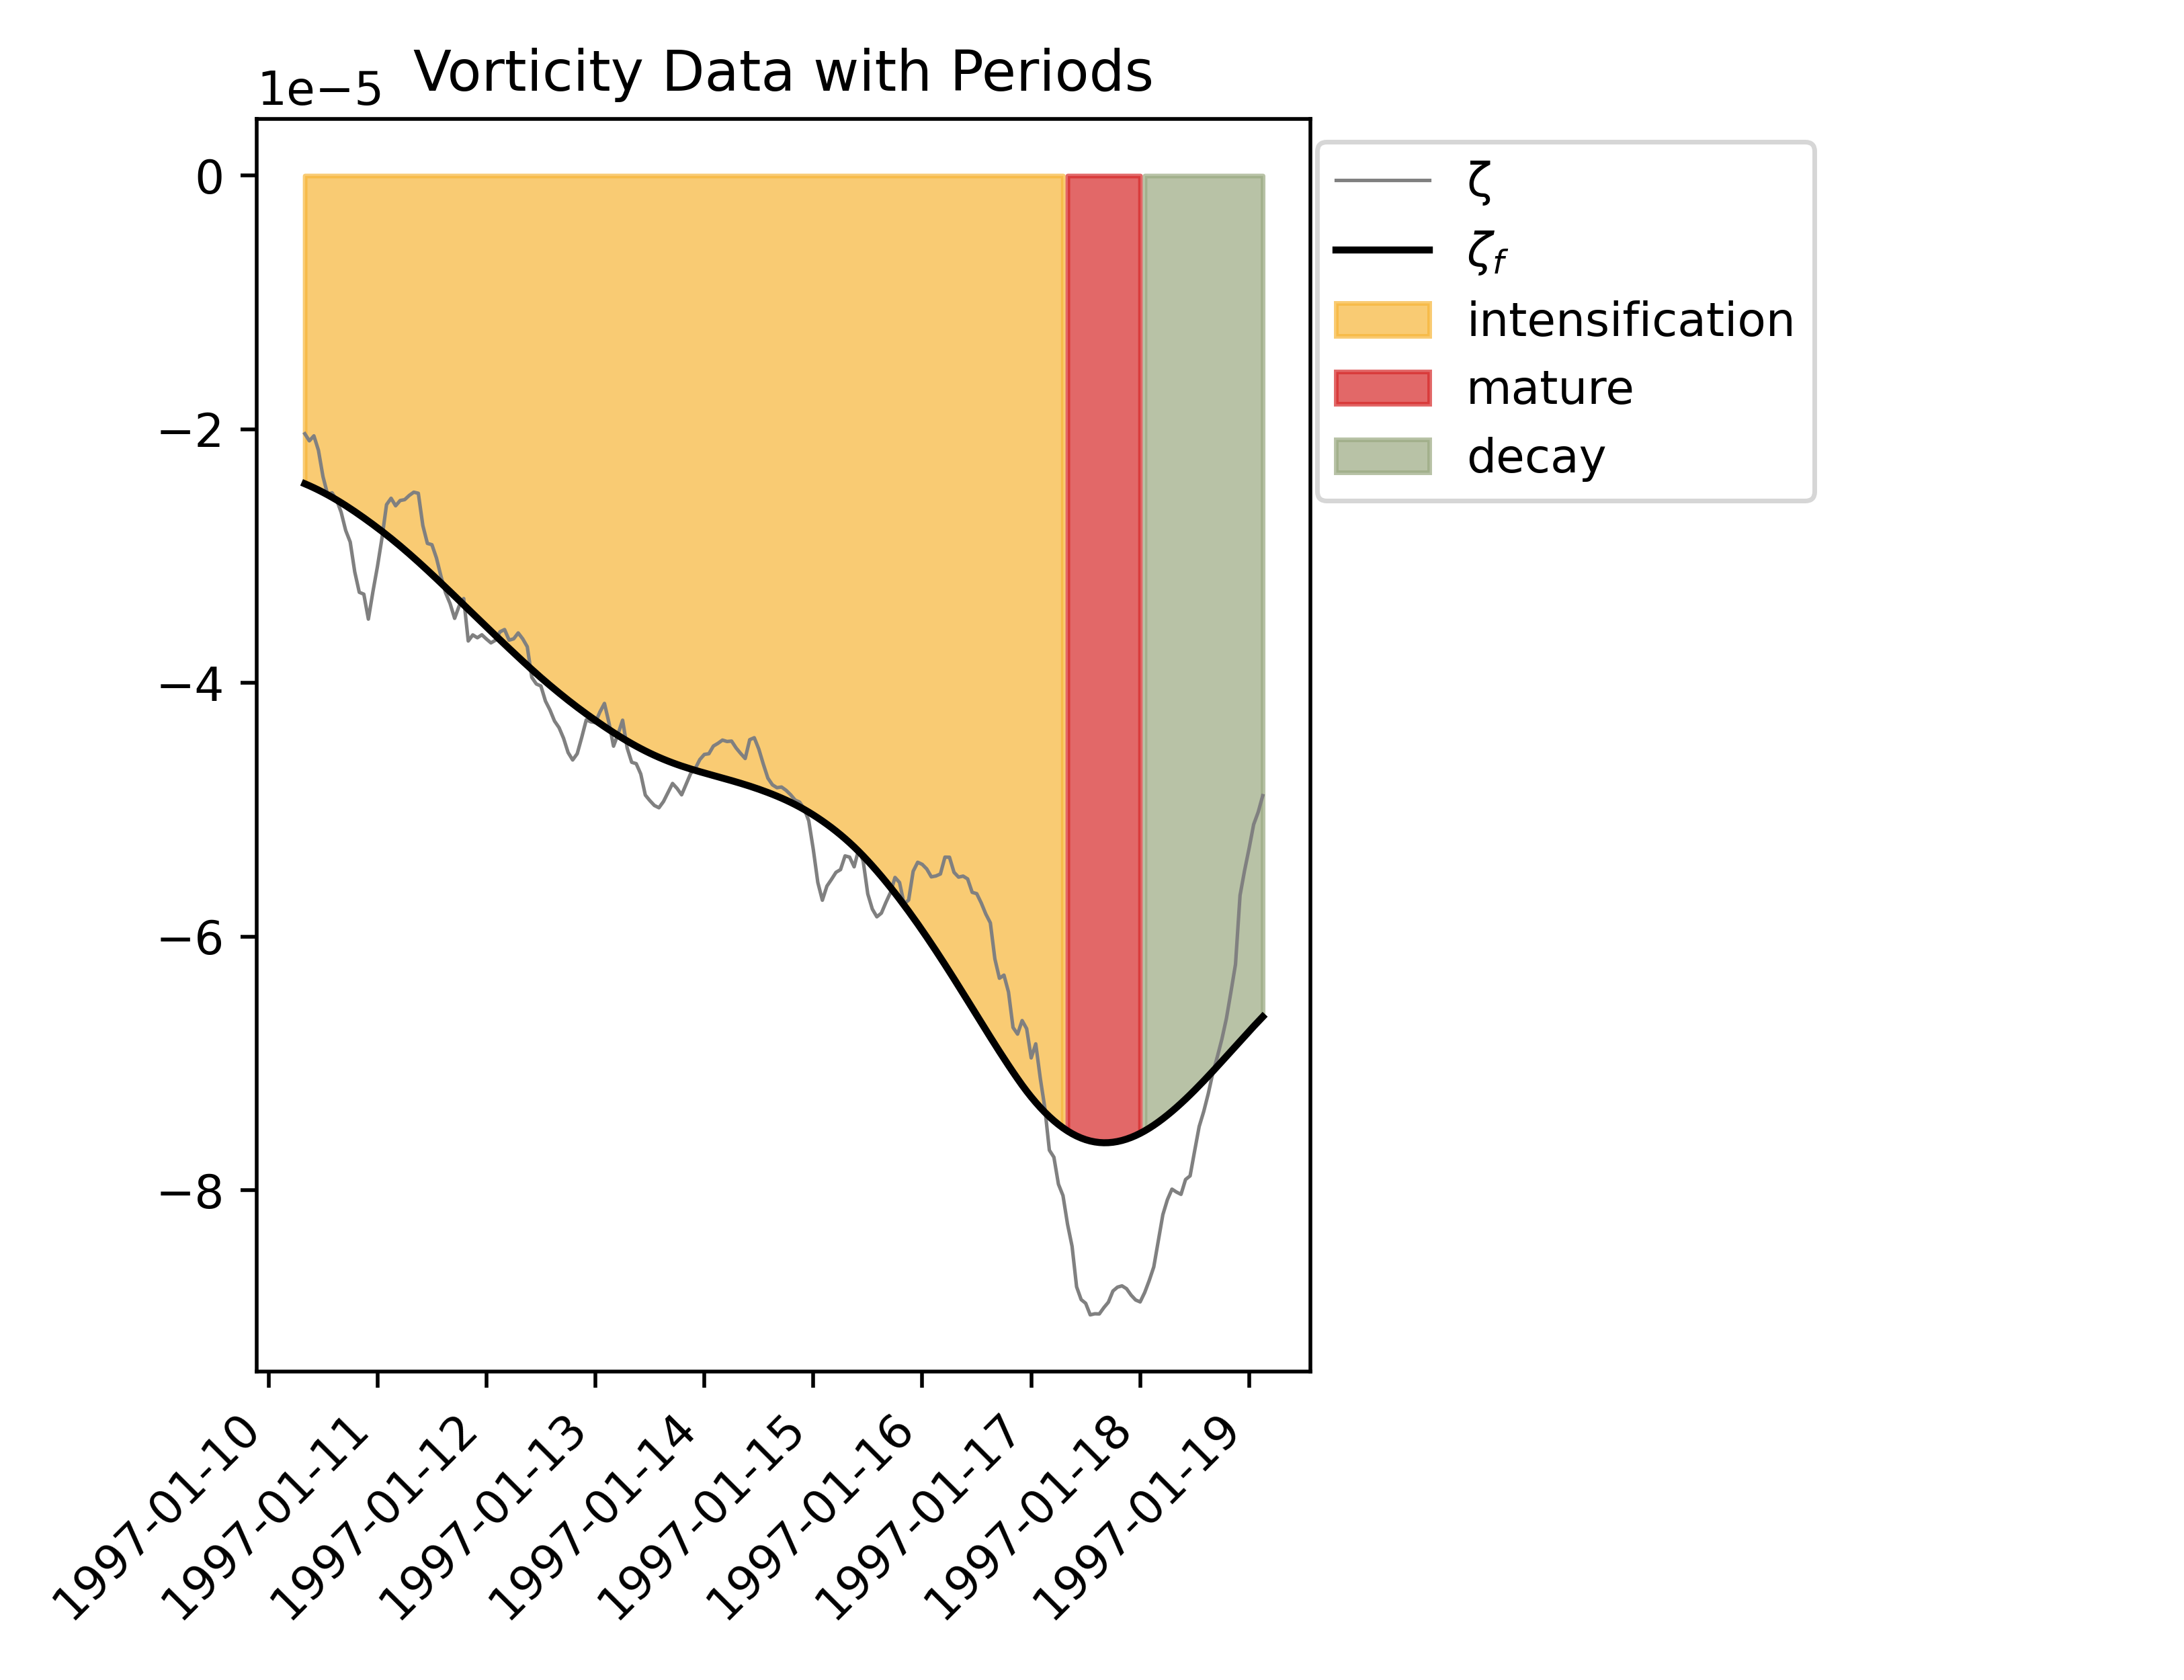 Vorticity Data with Periods
1e−5
0
−2
−4
−6
−8
1997-01-10
1997-01-11
1997-01-12
1997-01-13
1997-01-14
1997-01-15
1997-01-16
1997-01-17
1997-01-18
1997-01-19
ζ
ζf
intensification
mature
decay